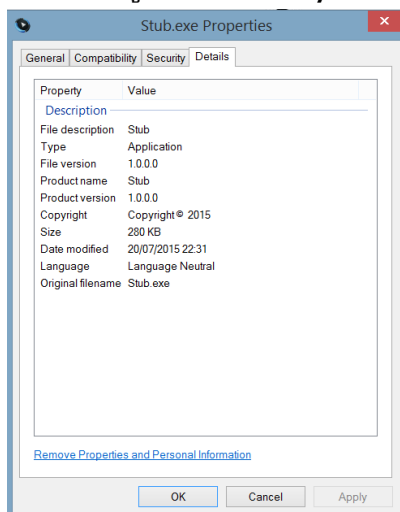 Stub.exe Properties
General Compatibility Security Details
Property Value
Description
File description Stub
Type Application
File version 1.0.0.0
Product name Stub
Product version 1.0.0.0
Copyright Copyright © 2015
Size 280 KB
Date modified 20/07/2015 22:31
Language Language Neutral
Original filename Stub.exe
Remove Properties and Personal Information
OK Cancel Apply